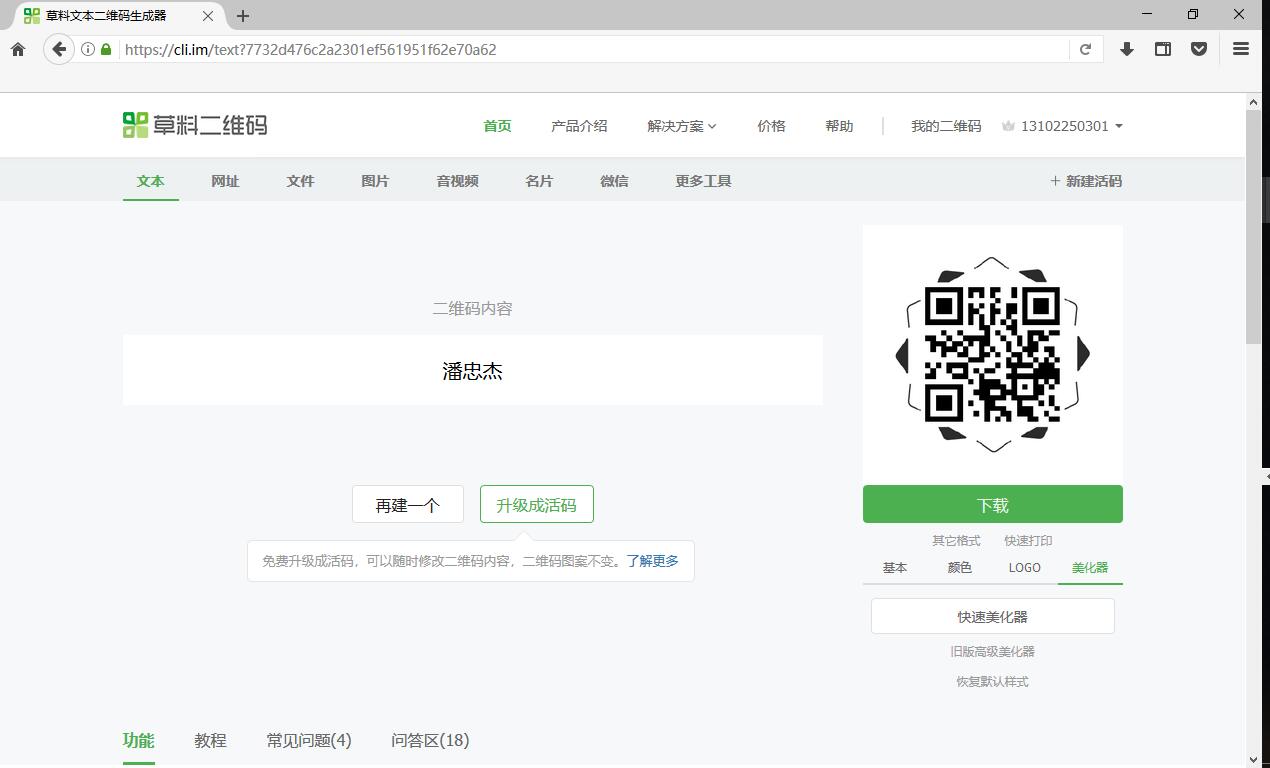 草料文本二维码生成器
https://cli.im/text?7732d476c2a2301ef561951f62e70a62
草料二维码
首页 产品介绍 解决方案 价格 帮助 我的二维码 13102250301
文本 网址 文件 图片 音视频 名片 微信 更多工具 + 新建活码
二维码内容
潘忠杰
再建一个 升级成活码
免费升级成活码，可以随时修改二维码内容，二维码图案不变。了解更多
下载
其它格式 快速打印
基本 颜色 LOGO 美化器
快速美化器
旧版高级美化器
恢复默认样式
功能 教程 常见问题(4) 问答区(18)